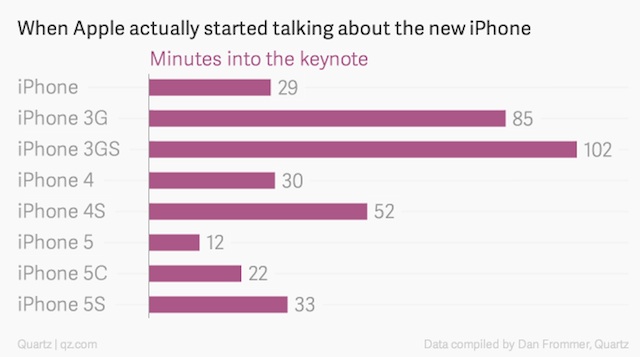 When Apple actually started talking about the new iPhone
Minutes into the keynote
iPhone 29
iPhone 3G 85
iPhone 3GS 102
iPhone 4 30
iPhone 4S 52
iPhone 5 12
iPhone 5C 22
iPhone 5S 33
Quartz | qz.com Data compiled by Dan Frommer, Quartz